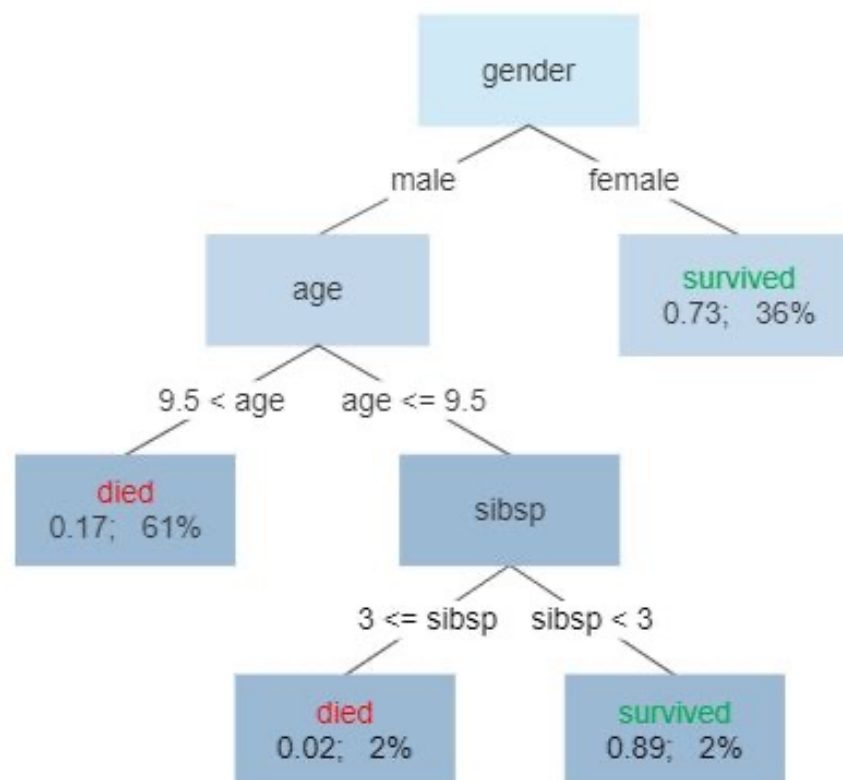 gender
male
female
age
survived
0.73; 36%
9.5 < age
age <= 9.5
died
0.17; 61%
sibsp
3 <= sibsp
sibsp < 3
died
0.02; 2%
survived
0.89; 2%